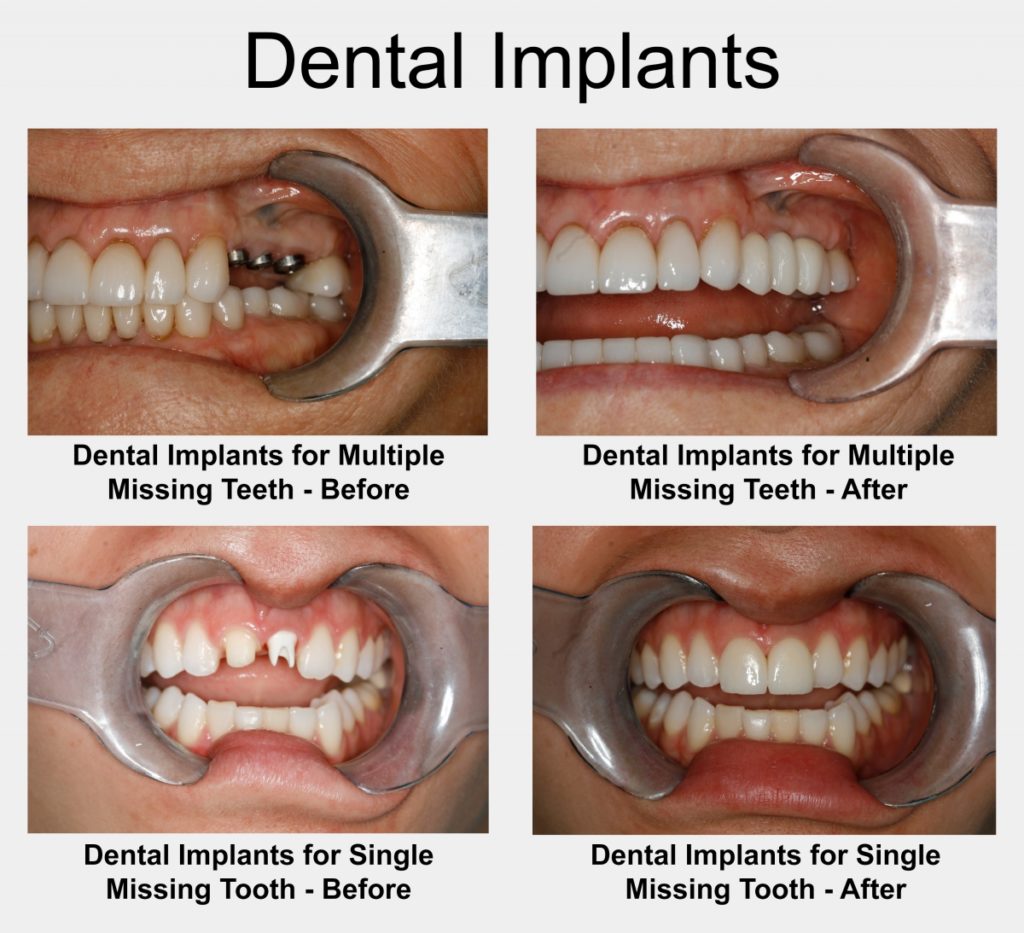 Dental Implants
Dental Implants for Multiple
Missing Teeth - Before
Dental Implants for Multiple
Missing Teeth - After
Dental Implants for Single
Missing Tooth - Before
Dental Implants for Single
Missing Tooth - After